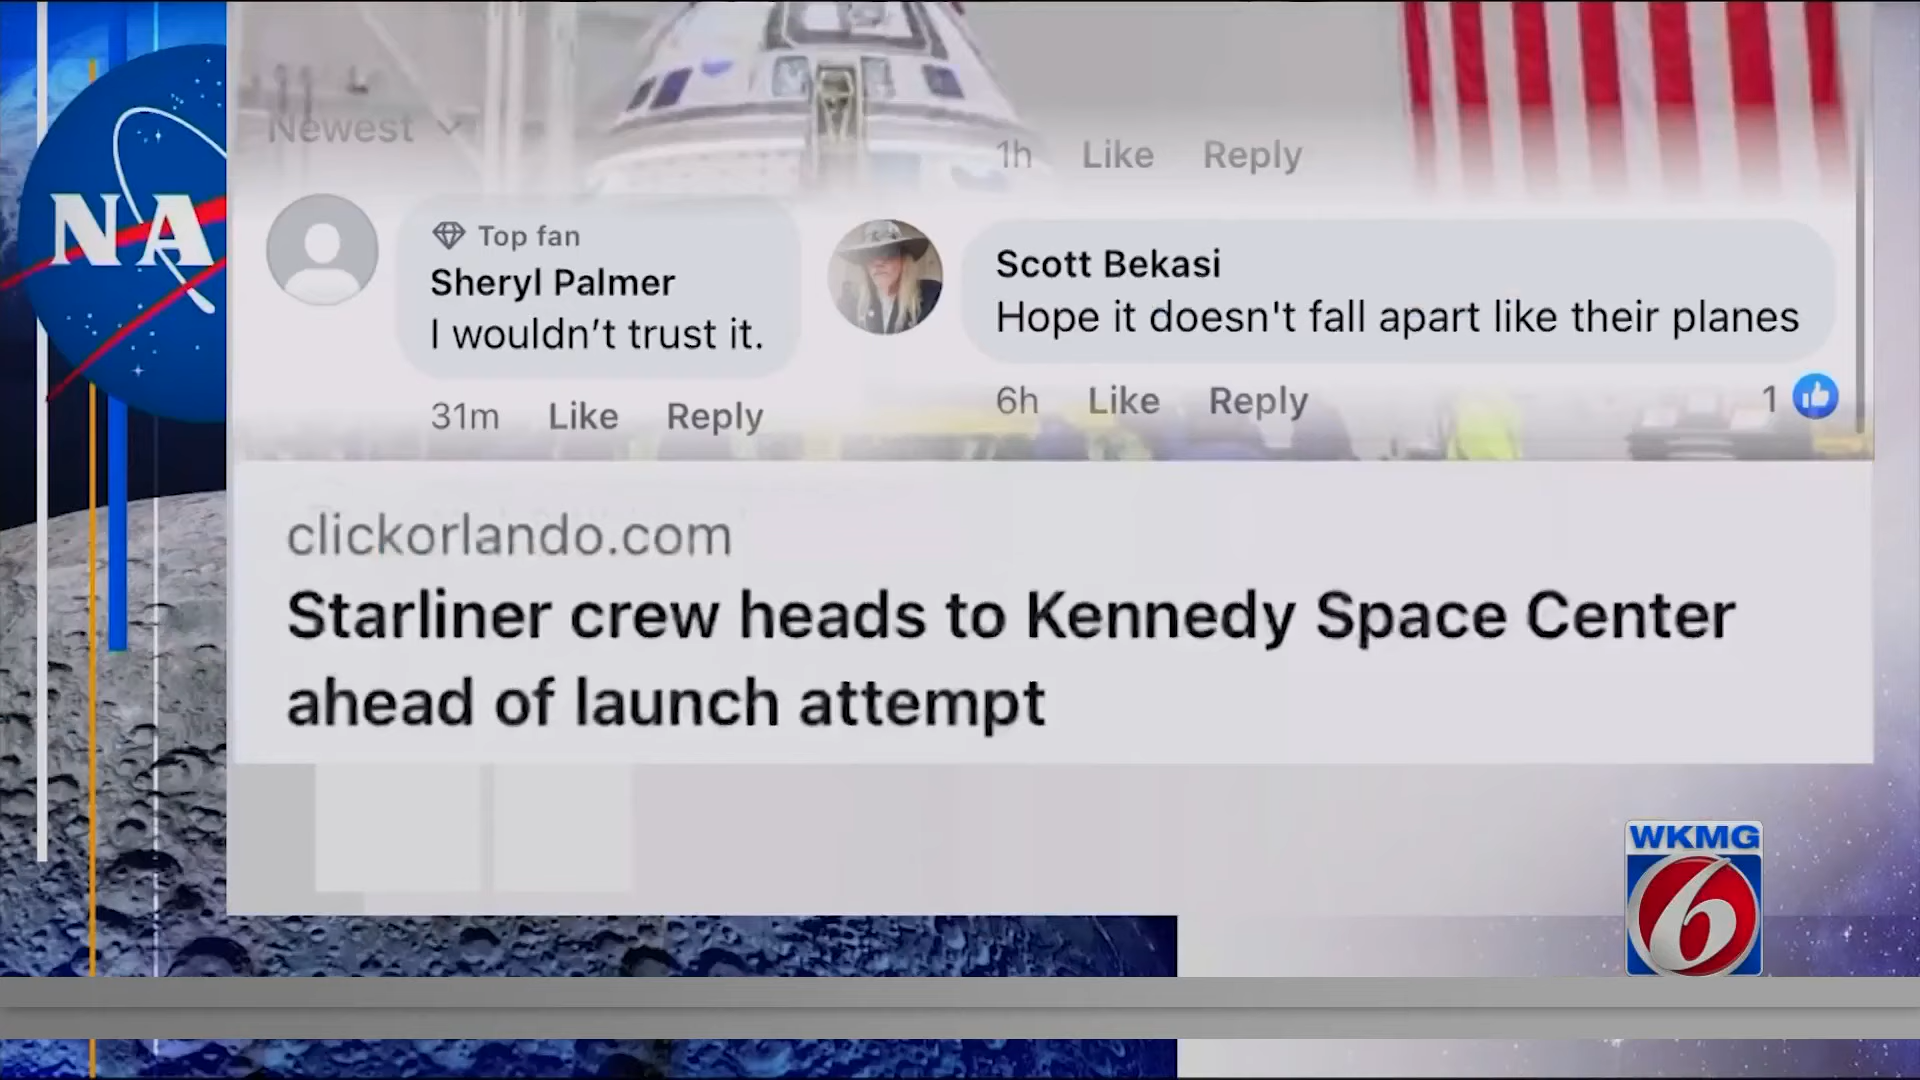 NA
Newest
1h Like Reply
Top fan
Sheryl Palmer
I wouldn't trust it.
31m Like Reply
Scott Bekasi
Hope it doesn't fall apart like their planes
6h Like Reply 1
clickorlando.com
Starliner crew heads to Kennedy Space Center
ahead of launch attempt
WKMG
6